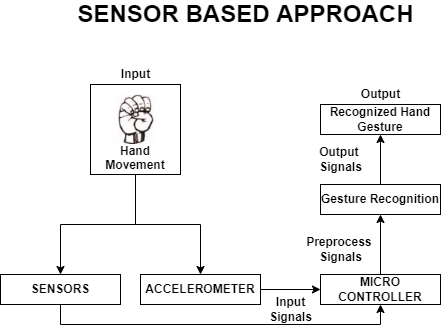 SENSOR BASED APPROACH
Input
Hand
Movement
Output
Recognized Hand
Gesture
Output
Signals
Gesture Recognition
Preprocess
Signals
SENSORS
ACCELEROMETER
Input
Signals
MICRO
CONTROLLER